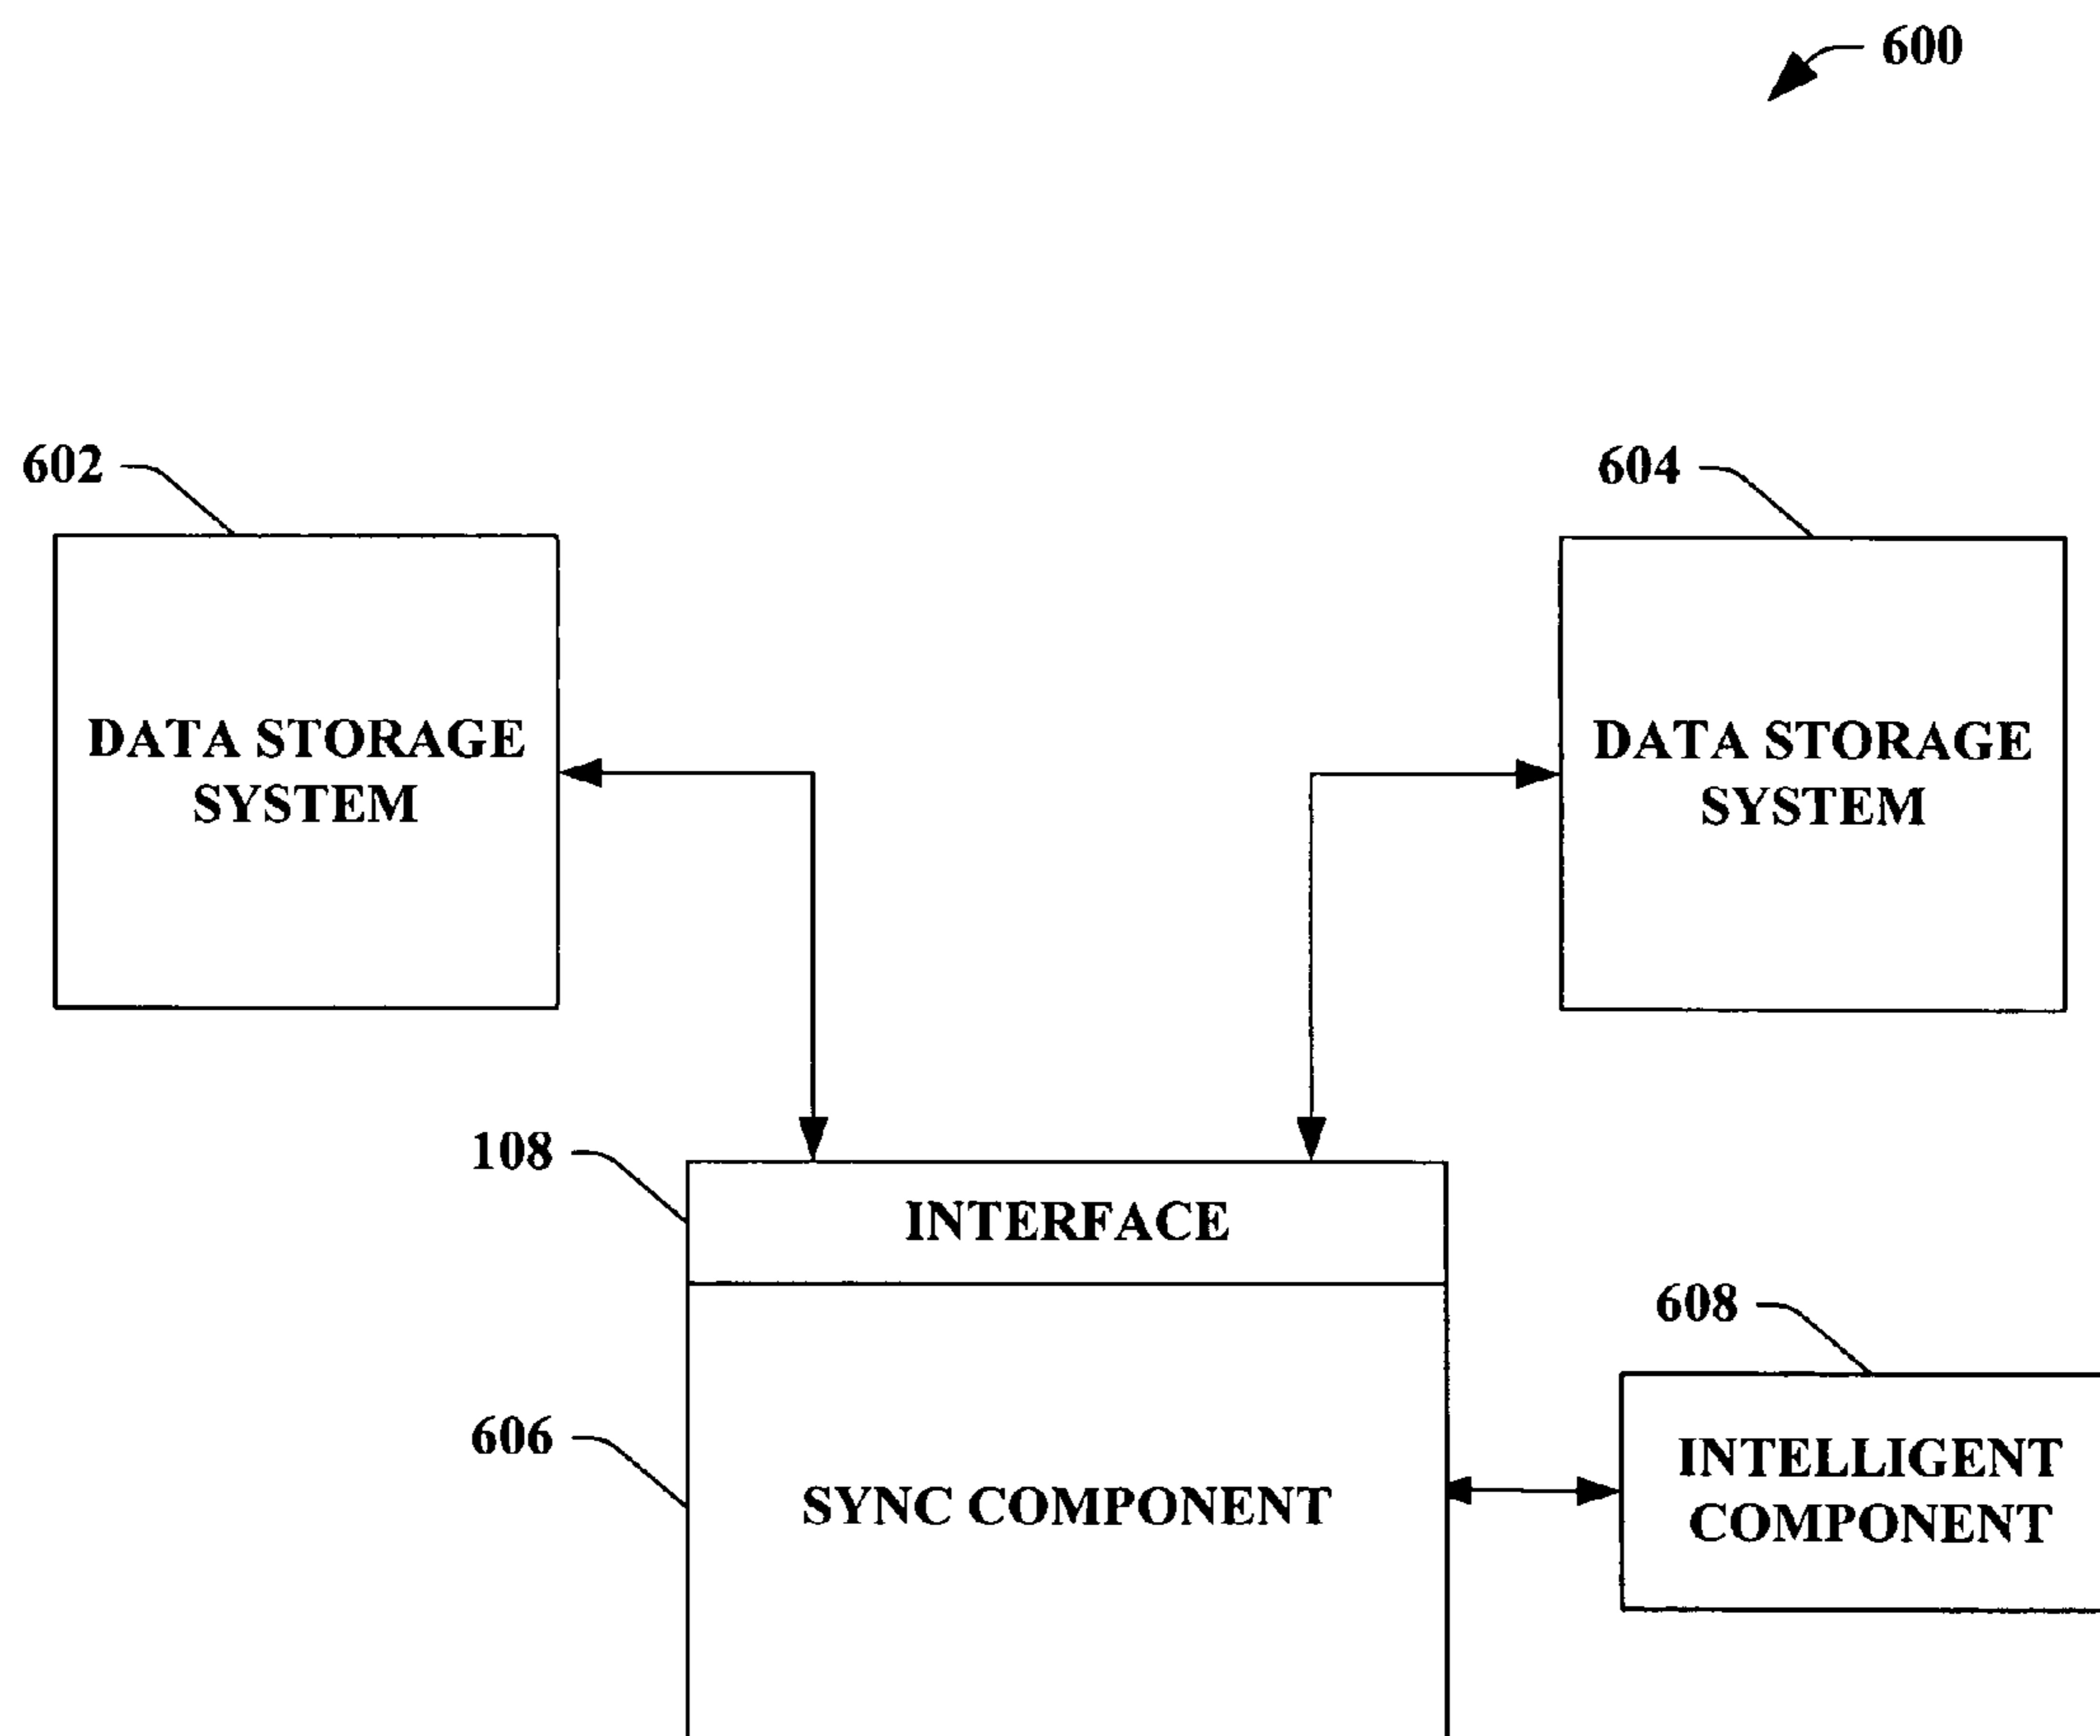 600
602
604
DATA STORAGE
SYSTEM
DATA STORAGE
SYSTEM
108
INTERFACE
608
606
SYNC COMPONENT
INTELLIGENT
COMPONENT